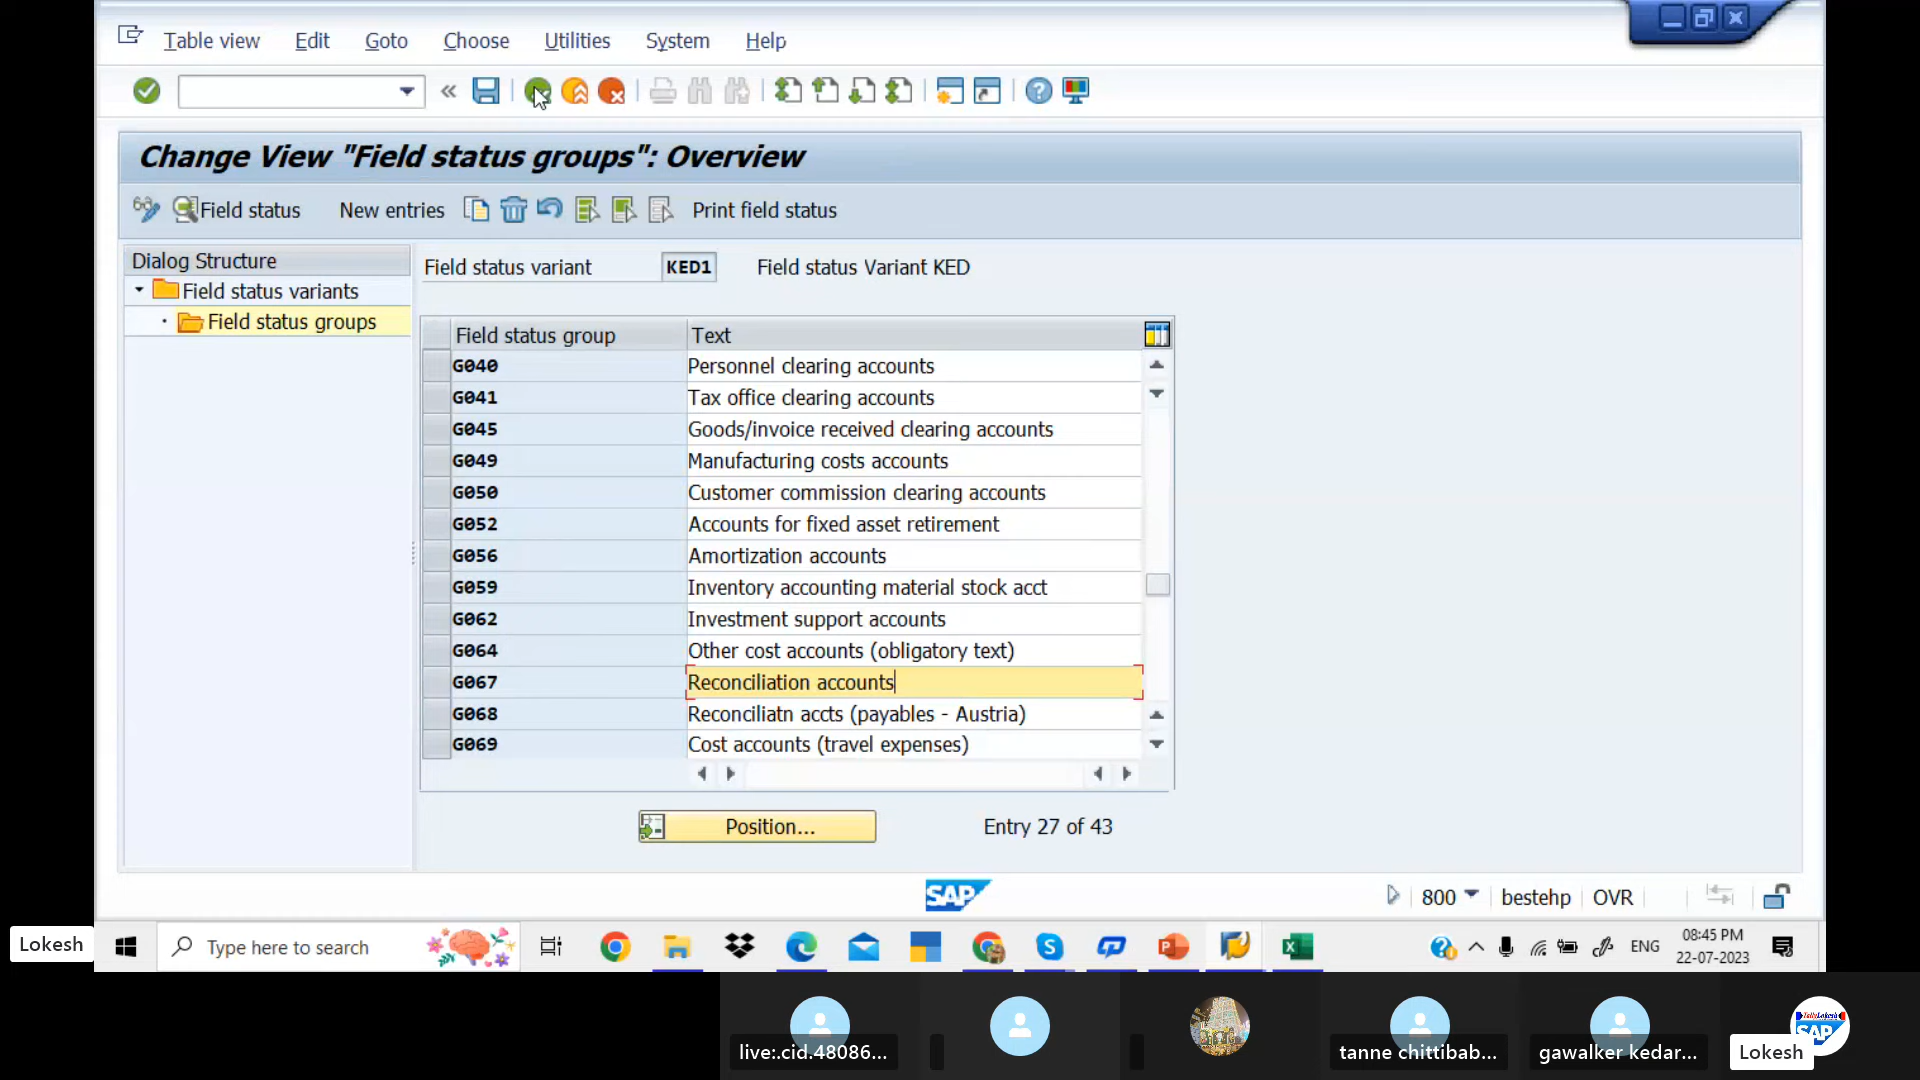 Table view Edit Goto Choose Utilities System Help
Change View "Field status groups": Overview
Field status New entries Print field status
Dialog Structure
Field status variants
Field status groups
Field status variant KED1 Field status Variant KED
Field status group Text
G040 Personnel clearing accounts
G041 Tax office clearing accounts
G045 Goods/invoice received clearing accounts
G049 Manufacturing costs accounts
G050 Customer commission clearing accounts
G052 Accounts for fixed asset retirement
G056 Amortization accounts
G059 Inventory accounting material stock acct
G062 Investment support accounts
G064 Other cost accounts (obligatory text)
G067 Reconciliation accounts
G068 Reconciliatn accts (payables - Austria)
G069 Cost accounts (travel expenses)
Position... Entry 27 of 43
SAP
800 bestehp OVR
Lokesh
Type here to search
ENG
08:45 PM
22-07-2023
live:.cid.48086...
tanne chittibab...
gawalker kedar...
SAP
Lokesh